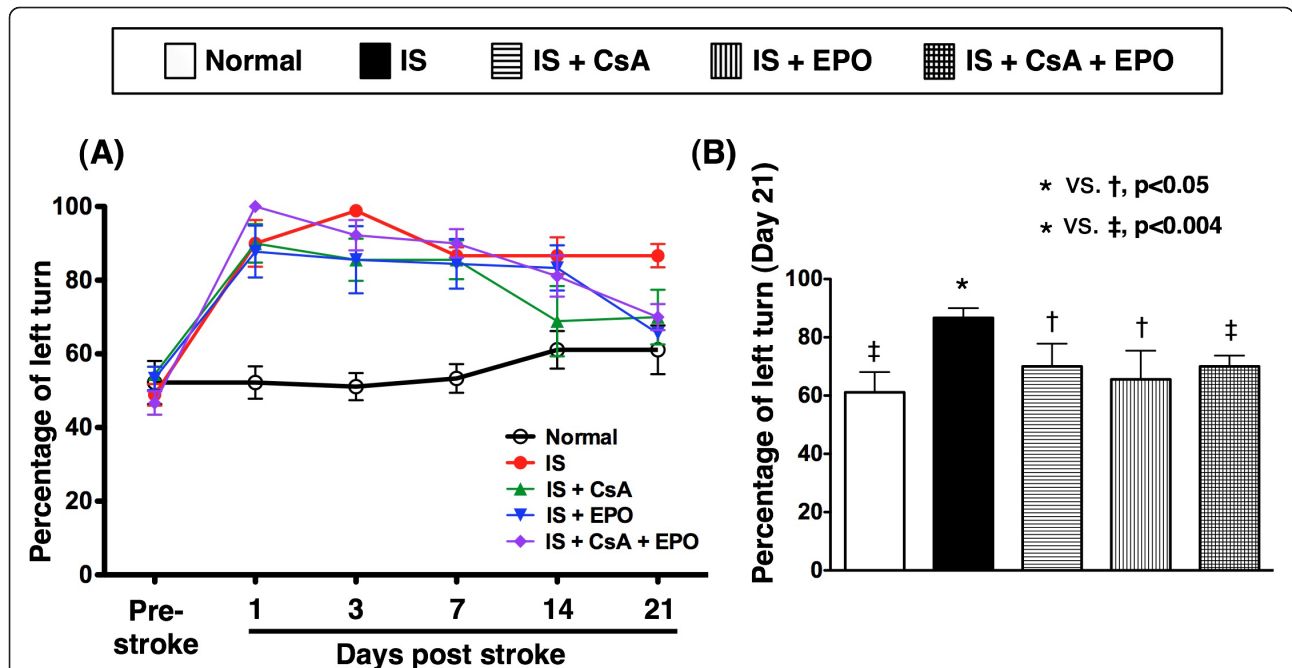 Normal IS IS + CsA IS + EPO IS + CsA + EPO
(A)
Percentage of left turn
100
80
60
40
20
0
Normal
IS
IS + CsA
IS + EPO
IS + CsA + EPO
Pre-stroke 1 3 7 14 21
Days post stroke
(B)
* vs. †, p<0.05
* vs. ‡, p<0.004
Percentage of left turn (Day 21)
100
80
60
40
20
0
‡ * † † ‡